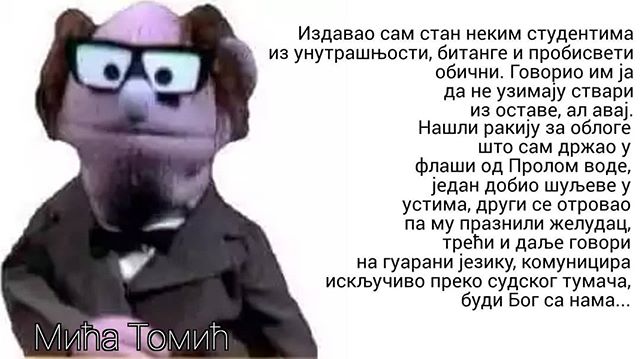 Издавао сам стан неким студентима
из унутрашњости, битанге и пробисвети
обични. Говорио им ја
да не узимају ствари
из оставе, ал авај.
Нашли ракију за облоге
што сам држао у
флаши од Пролом воде,
један добио шуљеве у
устима, други се отровао
па му празнили желудац,
трећи и даље говори
на гуарани језику, комуницира
искључиво преко судског тумача,
буди Бог са нама...
Мића Томић